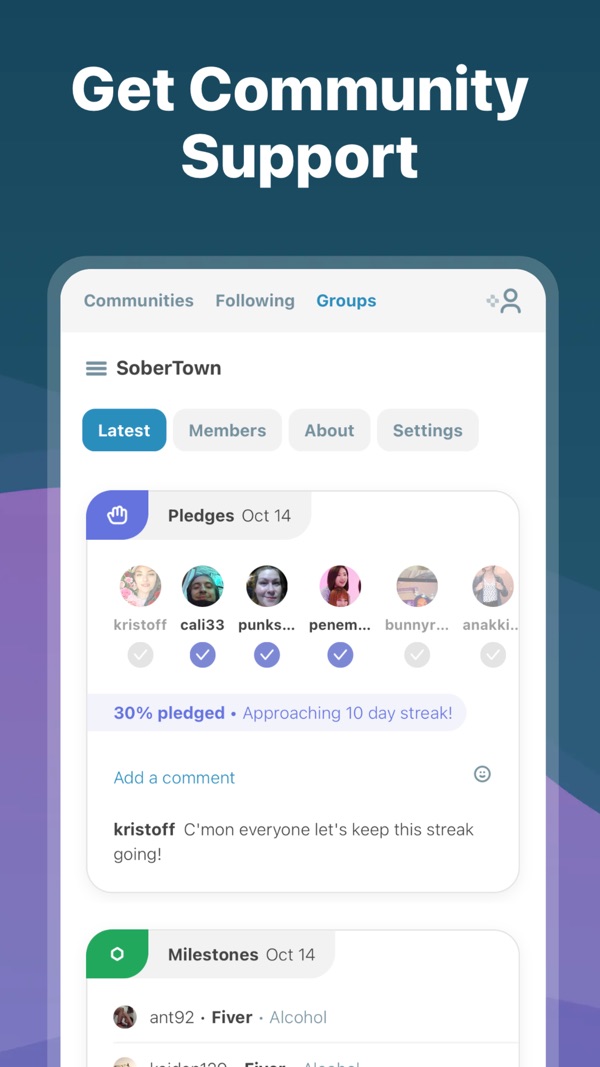 Get Community
Support
Communities Following Groups
SoberTown
Latest Members About Settings
Pledges Oct 14
kristoff cali33 punks... penem... bunnyr... anakki..
30% pledged • Approaching 10 day streak!
Add a comment
kristoff C'mon everyone let's keep this streak
going!
Milestones Oct 14
ant92 • Fiver • Alcohol
Fiver Alcohol